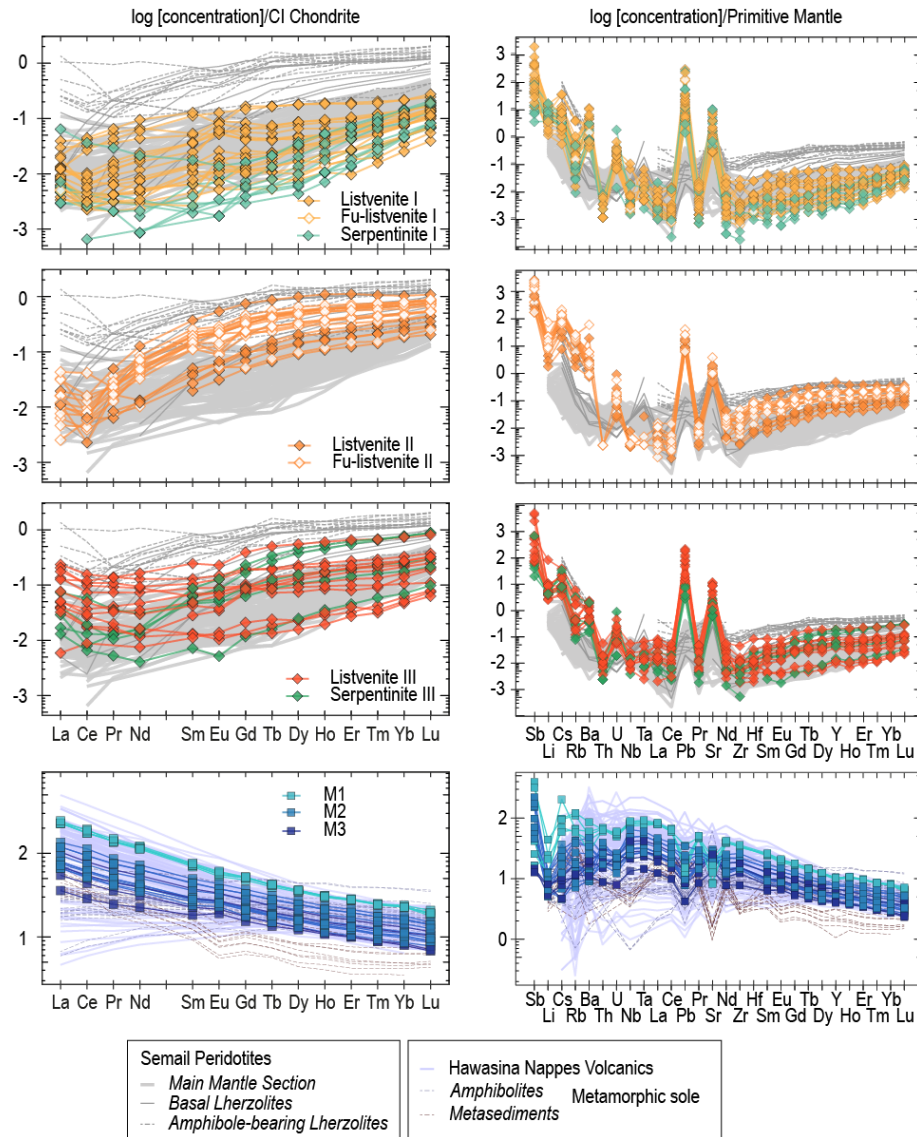 log [concentration]/CI Chondrite
log [concentration]/Primitive Mantle
0
-1
-2
-3
Listvenite I
Fu-listvenite I
Serpentinite I
3
2
1
0
-1
-2
-3
0
-1
-2
-3
Listvenite II
Fu-listvenite II
3
2
1
0
-1
-2
-3
0
-1
-2
-3
Listvenite III
Serpentinite III
La Ce Pr Nd Sm Eu Gd Tb Dy Ho Er Tm Yb Lu
3
2
1
0
-1
-2
-3
Sb Cs Ba U Ta Ce Pr Nd Hf Eu Tb Y Er Yb
Li Rb Th Nb La Pb Sr Zr Sm Gd Dy Ho Tm Lu
2
1
M1
M2
M3
La Ce Pr Nd Sm Eu Gd Tb Dy Ho Er Tm Yb Lu
2
1
0
Sb Cs Ba U Ta Ce Pr Nd Hf Eu Tb Y Er Yb
Li Rb Th Nb La Pb Sr Zr Sm Gd Dy Ho Tm Lu
Semail Peridotites
Main Mantle Section
Basal Lherzolites
Amphibole-bearing Lherzolites
Hawasina Nappes Volcanics
Amphibolites
Metasediments
Metamorphic sole